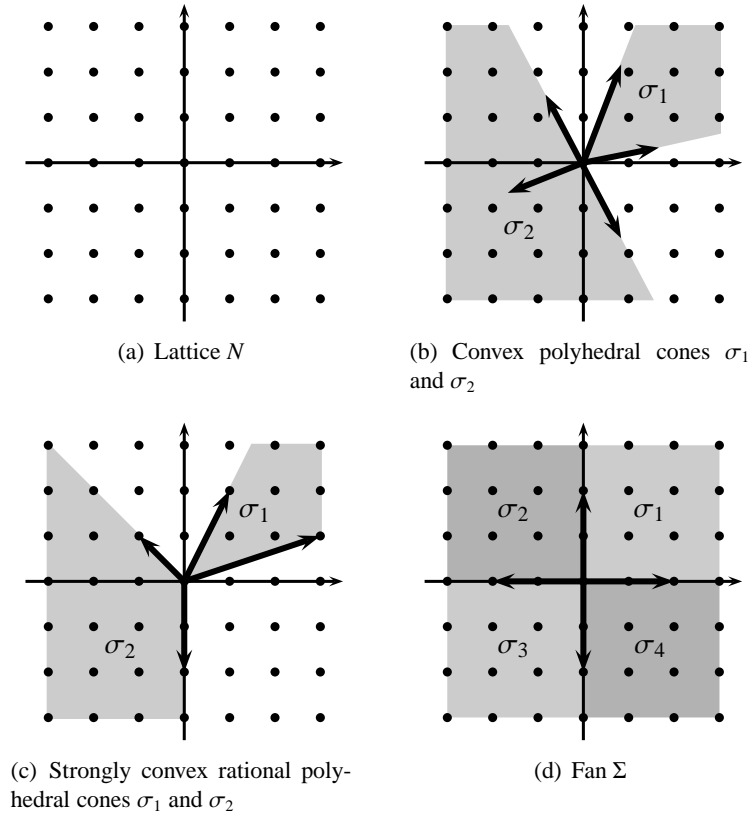 σ₁
σ₂
(a) Lattice N
(b) Convex polyhedral cones σ₁
and σ₂
σ₁
σ₂
σ₂
σ₁
σ₃
σ₄
(c) Strongly convex rational poly-
hedral cones σ₁ and σ₂
(d) Fan Σ